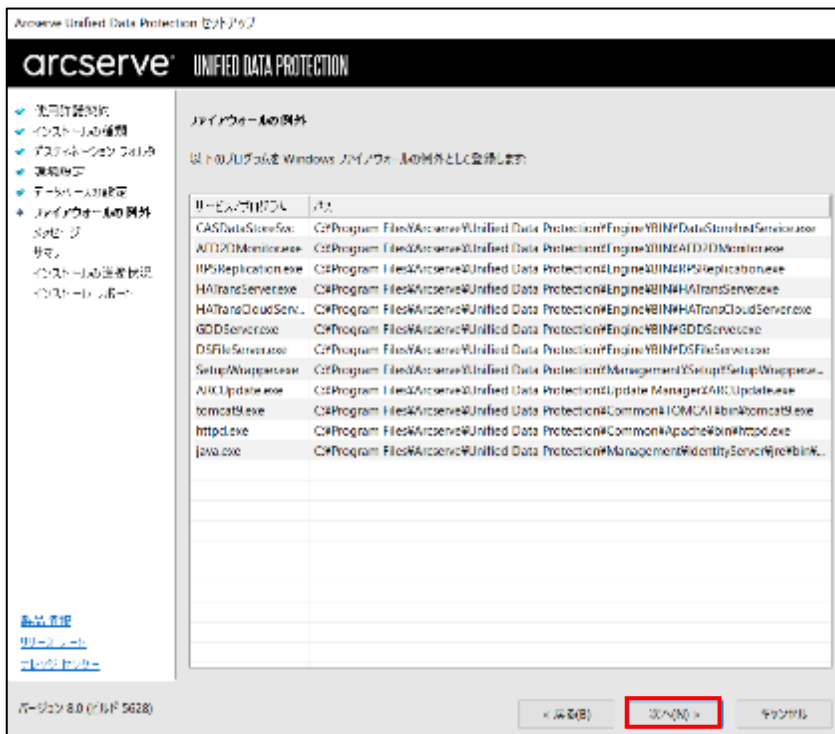 Arcserve Unified Data Protection セットアップ
arcserve® UNIFIED DATA PROTECTION
使用許諾契約
インストールの種類
デスティネーション フォルダ
環境設定
データベースの設定
ファイアウォールの例外
メッセージ
サマリ
インストールの進捗状況
インストール レポート
製品情報
リリース ノート
ナレッジ センター
ファイアウォールの例外
以下のプログラムを Windows ファイアウォールの例外として登録します:
サービス/プログラム パス
CASDataStoreSvc C:¥Program Files¥Arcserve¥Unified Data Protection¥Engine¥BIN¥DataStoreInstService.exe
AFD2DMonitor.exe C:¥Program Files¥Arcserve¥Unified Data Protection¥Engine¥BIN¥AFD2DMonitor.exe
RPSReplication.exe C:¥Program Files¥Arcserve¥Unified Data Protection¥Engine¥BIN¥RPSReplication.exe
HATransServer.exe C:¥Program Files¥Arcserve¥Unified Data Protection¥Engine¥BIN¥HATransServer.exe
HATransCloudServ... C:¥Program Files¥Arcserve¥Unified Data Protection¥Engine¥BIN¥HATransCloudServer.exe
GDDServer.exe C:¥Program Files¥Arcserve¥Unified Data Protection¥Engine¥BIN¥GDDServer.exe
DSFileServer.exe C:¥Program Files¥Arcserve¥Unified Data Protection¥Engine¥BIN¥DSFileServer.exe
SetupWrapper.exe C:¥Program Files¥Arcserve¥Unified Data Protection¥Management¥Setup¥SetupWrapper.e...
ARCUpdate.exe C:¥Program Files¥Arcserve¥Unified Data Protection¥Update Manager¥ARCUpdate.exe
tomcat9.exe C:¥Program Files¥Arcserve¥Unified Data Protection¥Common¥TOMCAT¥bin¥tomcat9.exe
httpd.exe C:¥Program Files¥Arcserve¥Unified Data Protection¥Common¥Apache¥bin¥httpd.exe
java.exe C:¥Program Files¥Arcserve¥Unified Data Protection¥Management¥IdentityServer¥jre¥bin¥...
バージョン 8.0 (ビルド 5628)
< 戻る(B)
次へ(N) >
キャンセル